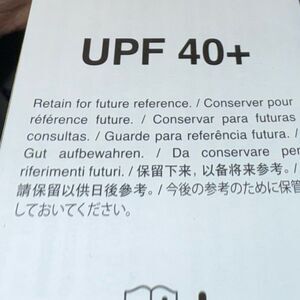 UPF 40+
Retain for future reference. / Conserver pour
référence future. / Conservar para futuras
consultas. / Guarde para referência futura. /
Gut aufbewahren. / Da conservare per
riferimenti futuri. / 保留下来，以备将来参考。 /
請保留以供日後參考。 / 今後の参考のために保管
しておいてください。